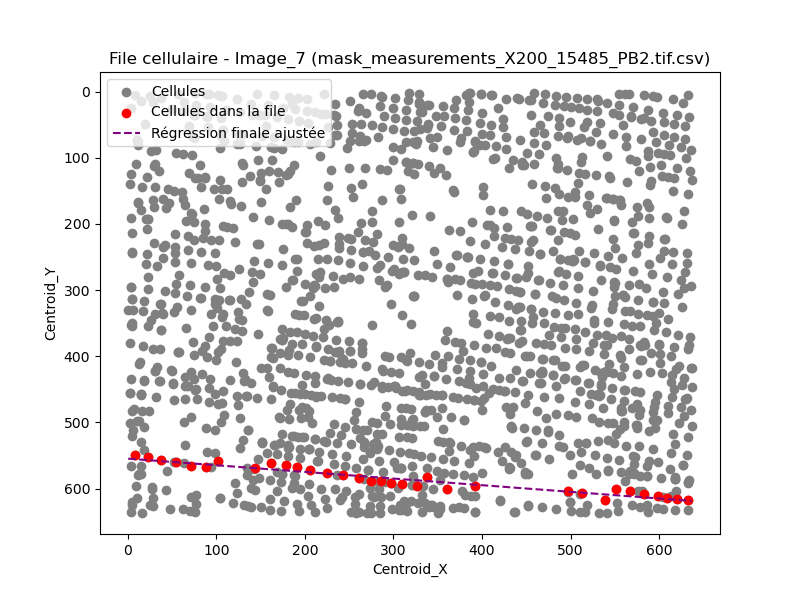 File cellulaire - Image_7 (mask_measurements_X200_15485_PB2.tif.csv)
Cellules
Cellules dans la file
Régression finale ajustée
0
100
200
300
400
500
600
Centroid_Y
0 100 200 300 400 500 600
Centroid_X